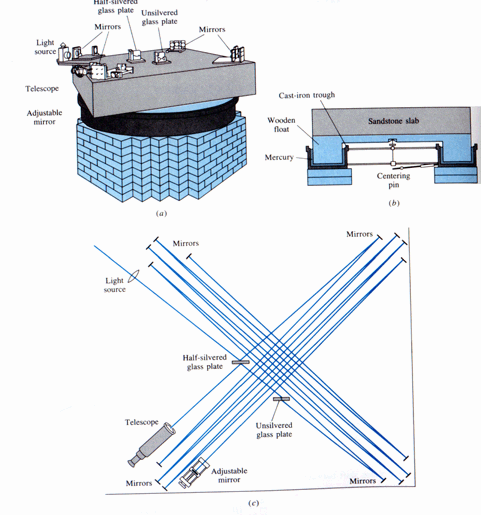 Half-silvered
glass plate
Unsilvered
glass plate
Mirrors
Mirrors
Light
source
Telescope
Adjustable
mirror
(a)
Cast-iron trough
Wooden
float
Sandstone slab
Mercury
Centering
pin
(b)
Mirrors
Mirrors
Light
source
Half-silvered
glass plate
Unsilvered
glass plate
Telescope
Adjustable
mirror
Mirrors
Mirrors
(c)